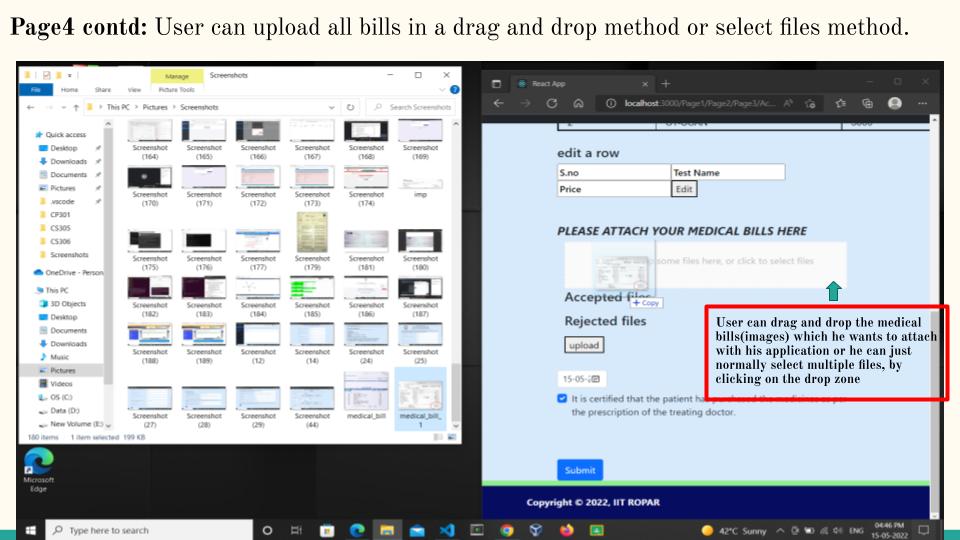 Page4 contd: User can upload all bills in a drag and drop method or select files method.
Manage
Screenshots
File
Home
Share
View
Picture Tools
This PC > Pictures > Screenshots
Search Screenshots
Quick access
Desktop
Downloads
Documents
Pictures
.vscode
CP301
CS305
CS306
Screenshots
OneDrive - Person
This PC
3D Objects
Desktop
Documents
Downloads
Music
Pictures
Videos
OS (C:)
Data (D:)
New Volume (E:)
Screenshot (164)
Screenshot (165)
Screenshot (166)
Screenshot (167)
Screenshot (168)
Screenshot (169)
Screenshot (170)
Screenshot (171)
Screenshot (172)
Screenshot (173)
Screenshot (174)
imp
Screenshot (175)
Screenshot (176)
Screenshot (177)
Screenshot (179)
Screenshot (181)
Screenshot (180)
Screenshot (182)
Screenshot (183)
Screenshot (184)
Screenshot (185)
Screenshot (186)
Screenshot (187)
Screenshot (188)
Screenshot (189)
Screenshot (12)
Screenshot (14)
Screenshot (24)
Screenshot (25)
Screenshot (27)
Screenshot (28)
Screenshot (29)
Screenshot (44)
medical_bill
medical_bill_1
180 items
1 item selected 199 KB
Microsoft
Edge
React App
localhost:3000/Page1/Page2/Page3/Ac...
edit a row
S.no
Test Name
Price
Edit
PLEASE ATTACH YOUR MEDICAL BILLS HERE
some files here, or click to select files
+ Copy
Accepted files
Rejected files
upload
User can drag and drop the medical
bills(images) which he wants to attach
with his application or he can just
normally select multiple files, by
clicking on the drop zone
15-05-
It is certified that the patient has purchased the medicines as per
the prescription of the treating doctor.
Submit
Copyright © 2022, IIT ROPAR
Type here to search
42°C Sunny
ENG
04:46 PM
15-05-2022